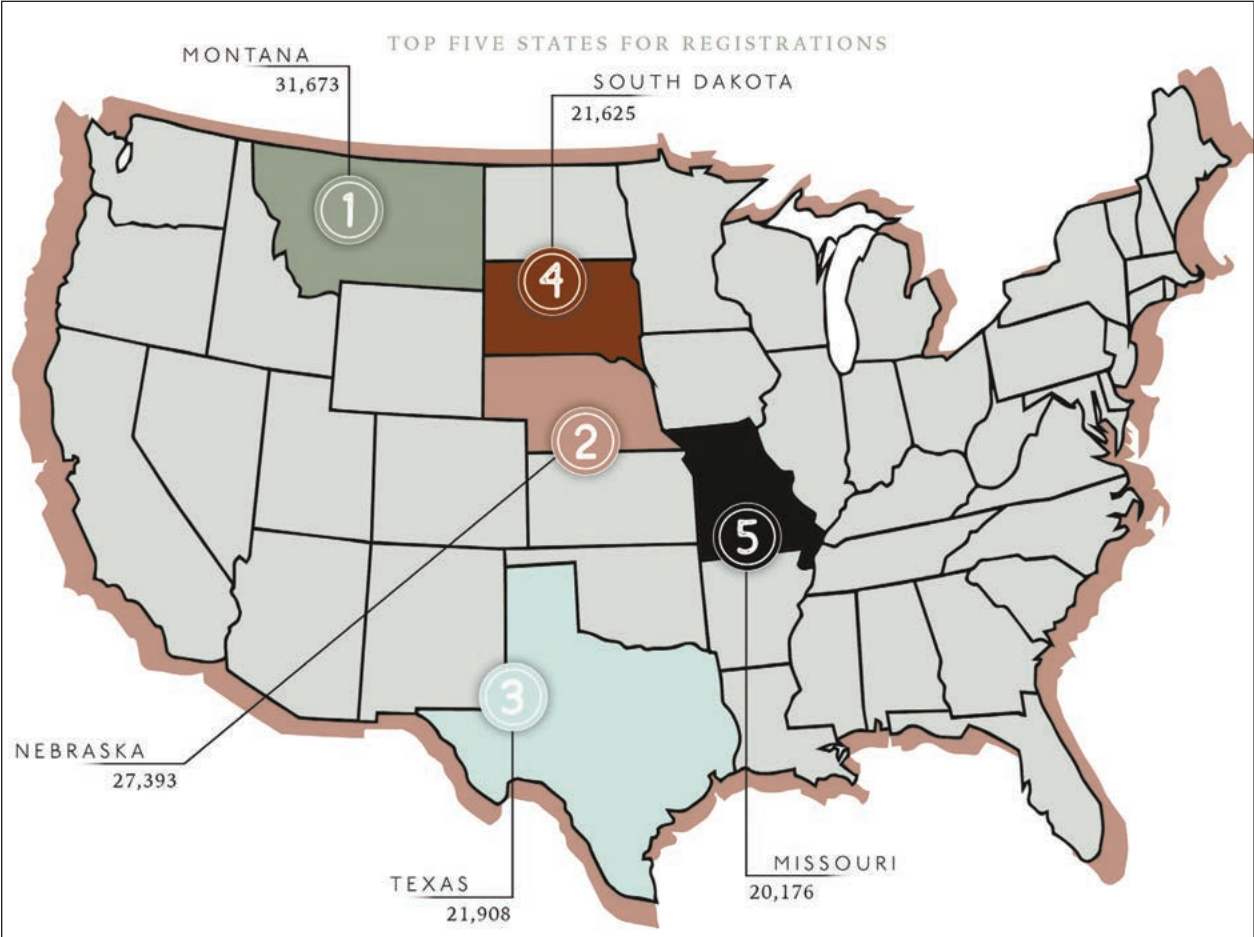 TOP FIVE STATES FOR REGISTRATIONS
MONTANA
31,673
SOUTH DAKOTA
21,625
1
4
2
5
3
NEBRASKA
27,393
TEXAS
21,908
MISSOURI
20,176